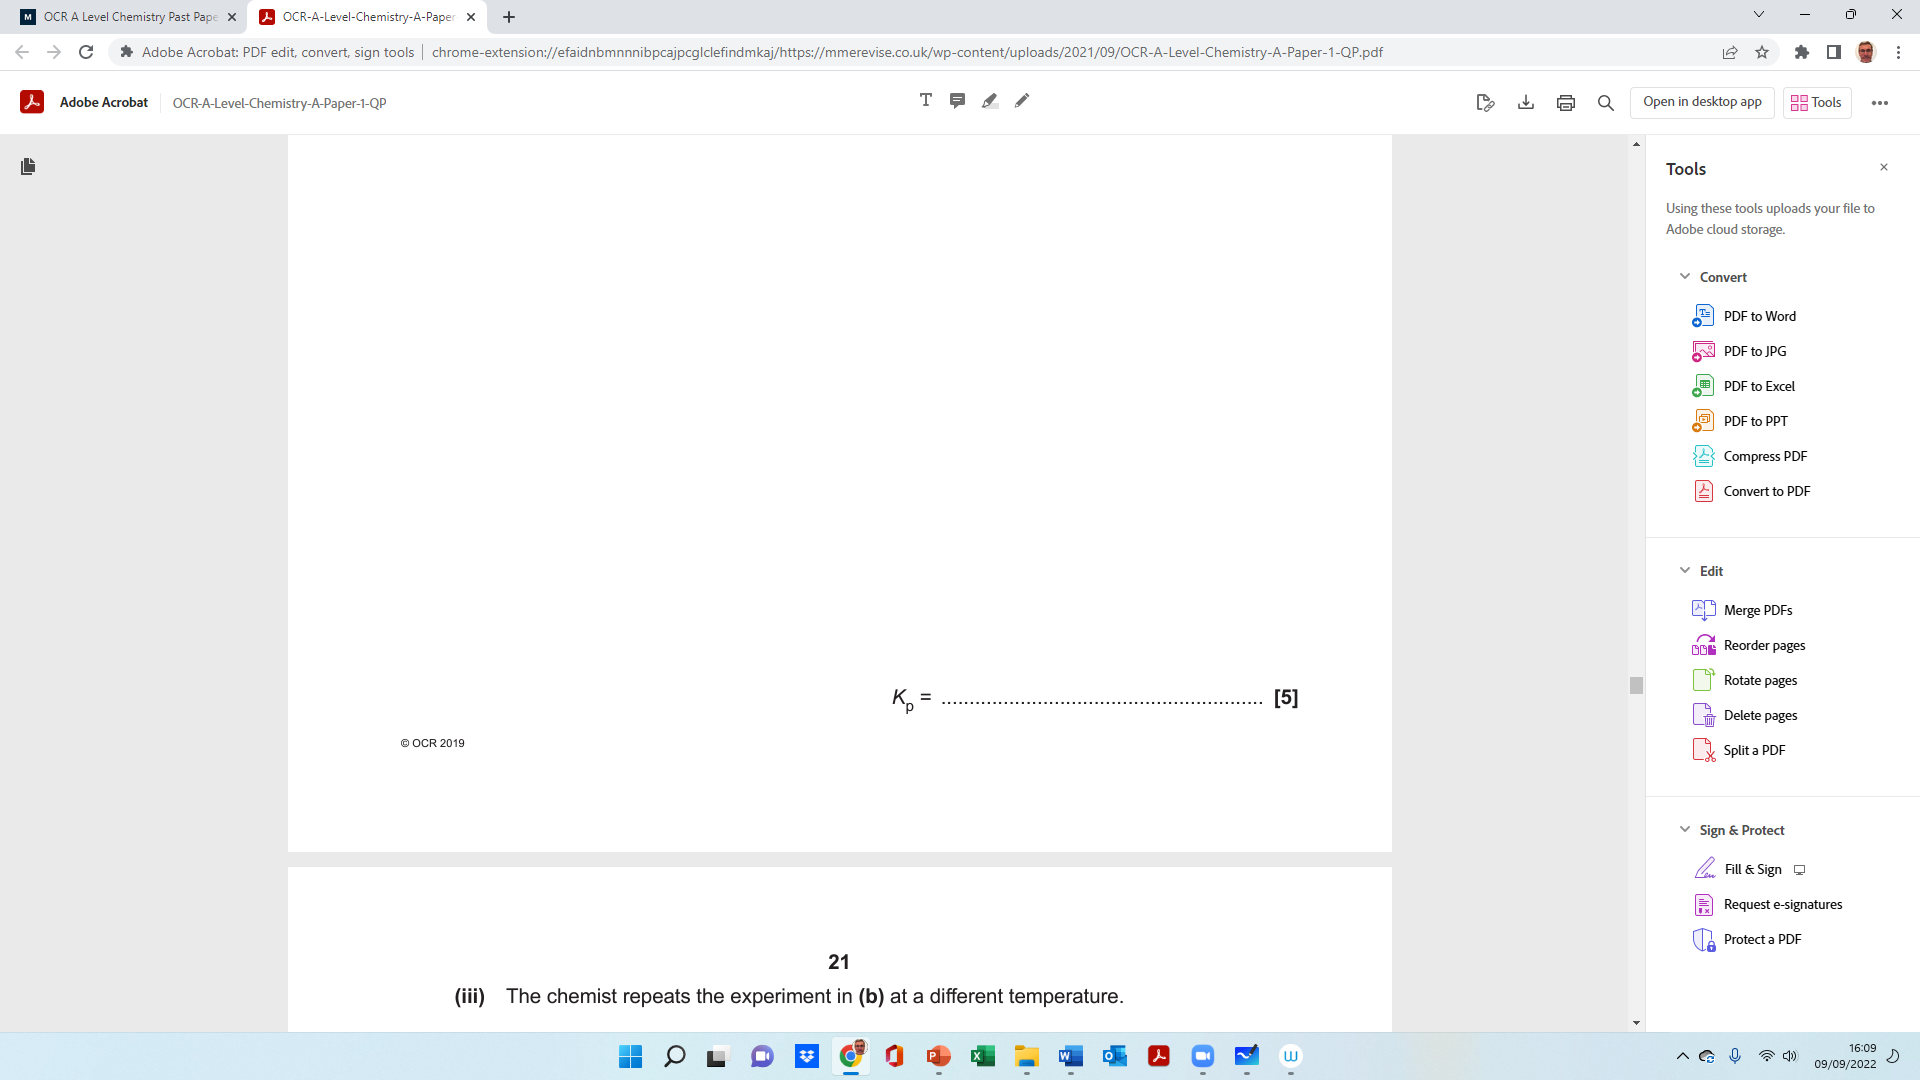 OCR A Level Chemistry Past Pape
OCR-A-Level-Chemistry-A-Paper
Adobe Acrobat: PDF edit, convert, sign tools
chrome-extension://efaidnbmnnnibpcajpcglclefindmkaj/https://mmerevise.co.uk/wp-content/uploads/2021/09/OCR-A-Level-Chemistry-A-Paper-1-QP.pdf
Adobe Acrobat
OCR-A-Level-Chemistry-A-Paper-1-QP
Open in desktop app
Tools
Tools
Using these tools uploads your file to
Adobe cloud storage.
Convert
PDF to Word
PDF to JPG
PDF to Excel
PDF to PPT
Compress PDF
Convert to PDF
Edit
Merge PDFs
Reorder pages
Rotate pages
Delete pages
Split a PDF
Sign & Protect
Fill & Sign
Request e-signatures
Protect a PDF
Kp = ......................................................... [5]
© OCR 2019
21
(iii) The chemist repeats the experiment in (b) at a different temperature.
16:09
09/09/2022